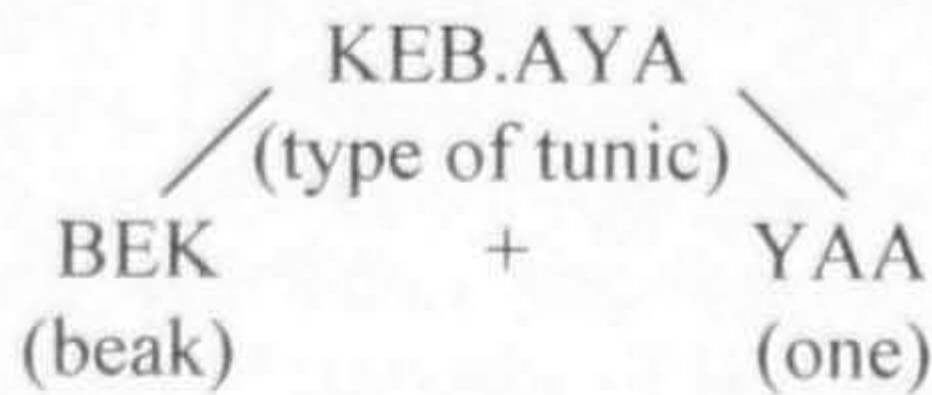 KEB.AYA
(type of tunic)
BEK + YAA
(beak) (one)